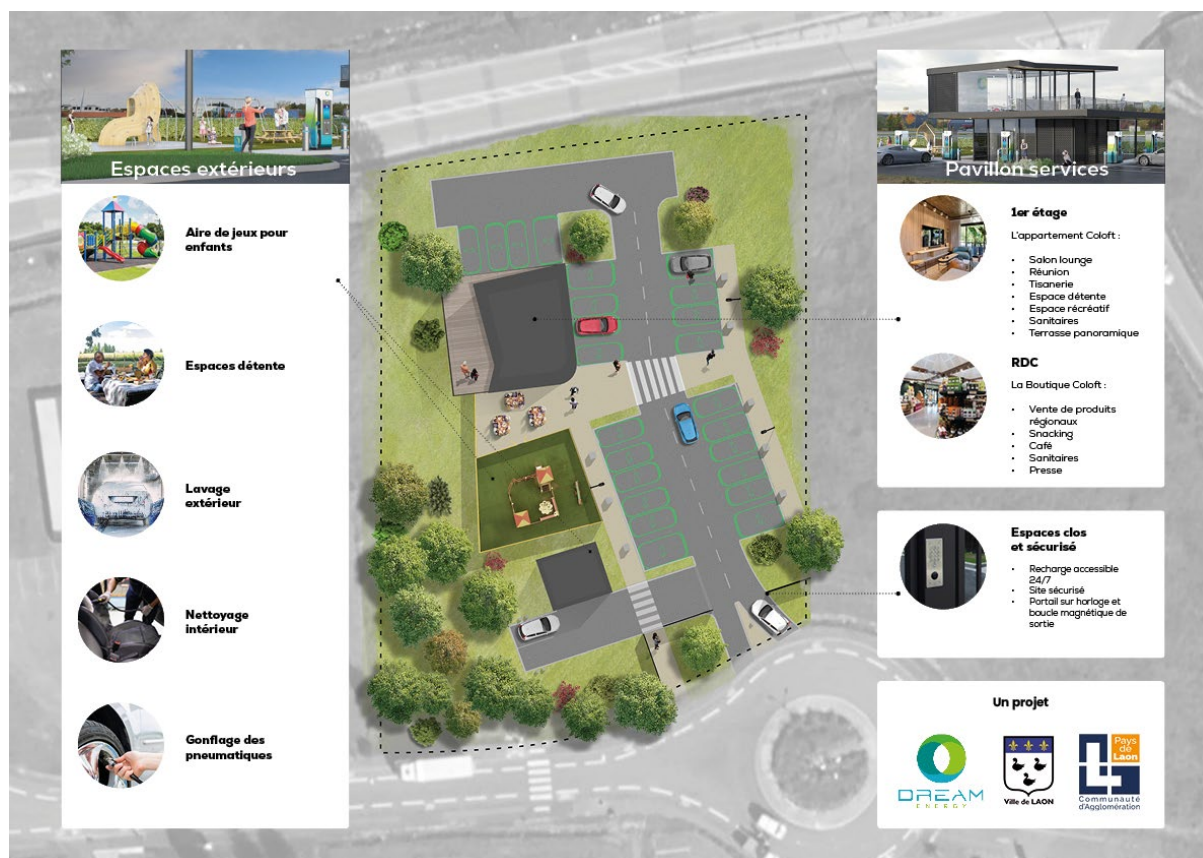 Espaces extérieurs
Aire de jeux pour
enfants
Espaces détente
Lavage
extérieur
Nettoyage
intérieur
Gonflage des
pneumatiques
Pavillon services
1er étage
L'appartement Coloft :
• Salon lounge
• Réunion
• Tisanerie
• Espace détente
• Espace récréatif
• Sanitaires
• Terrasse panoramique
RDC
La Boutique Coloft :
• Vente de produits
régionaux
• Snacking
• Café
• Sanitaires
• Presse
Espaces clos
et sécurisé
• Recharge accessible
24/7
• Site sécurisé
• Portail sur horloge et
boucle magnétique de
sortie
Un projet
DREAM
ENERGY
Ville de LAON
Pays
de
Laon
Communauté
d'Agglomération